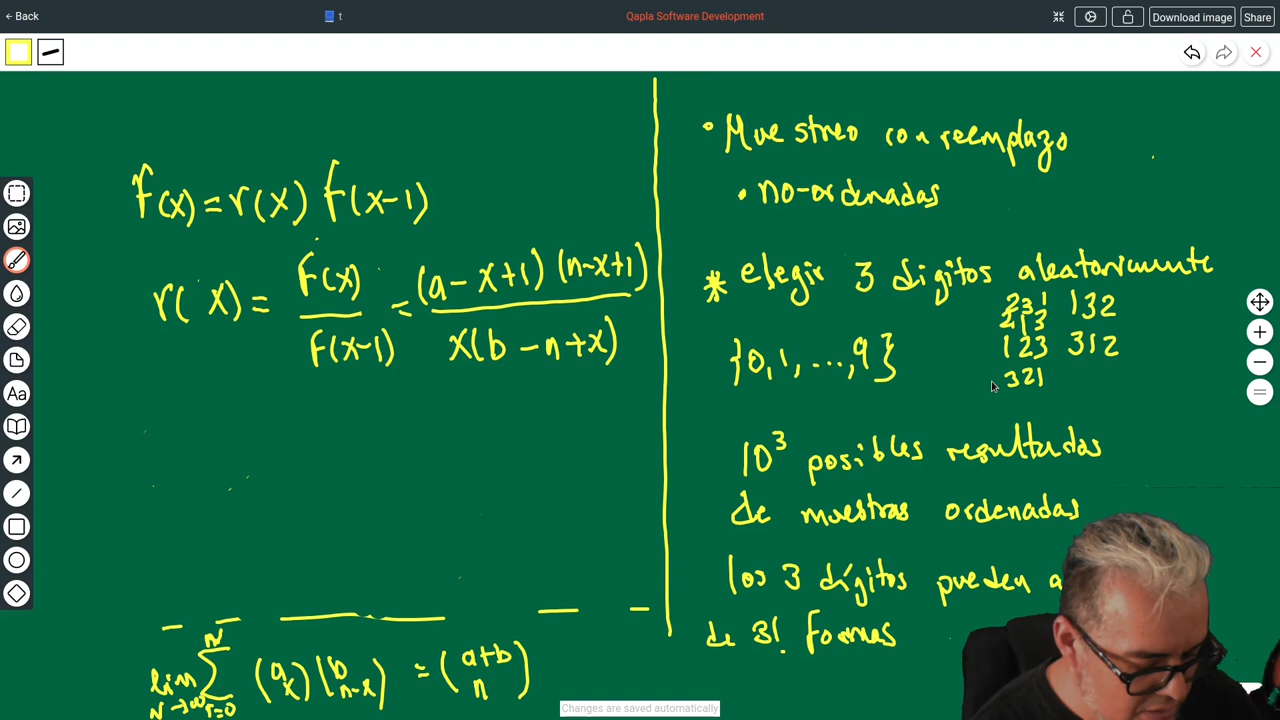 Back
t
Qapla Software Development
Download image
Share
f(x) = r(x) f(x-1)
r(x) = f(x)/f(x-1) = (a-x+1)(n-x+1)/x(b-n+x)
lim N→∞ N Σ r=0 (a x)(b n-x) = (a+b n)
• Muestreo con reemplazo
• no-ordenadas
* elegir 3 digitos aleatoriamente
{0,1,...,9}
231 132
213
123 312
321
10³ posibles resultados
de muestras ordenadas
los 3 dígitos pueden
de 3! formas
Aa
Changes are saved automatically